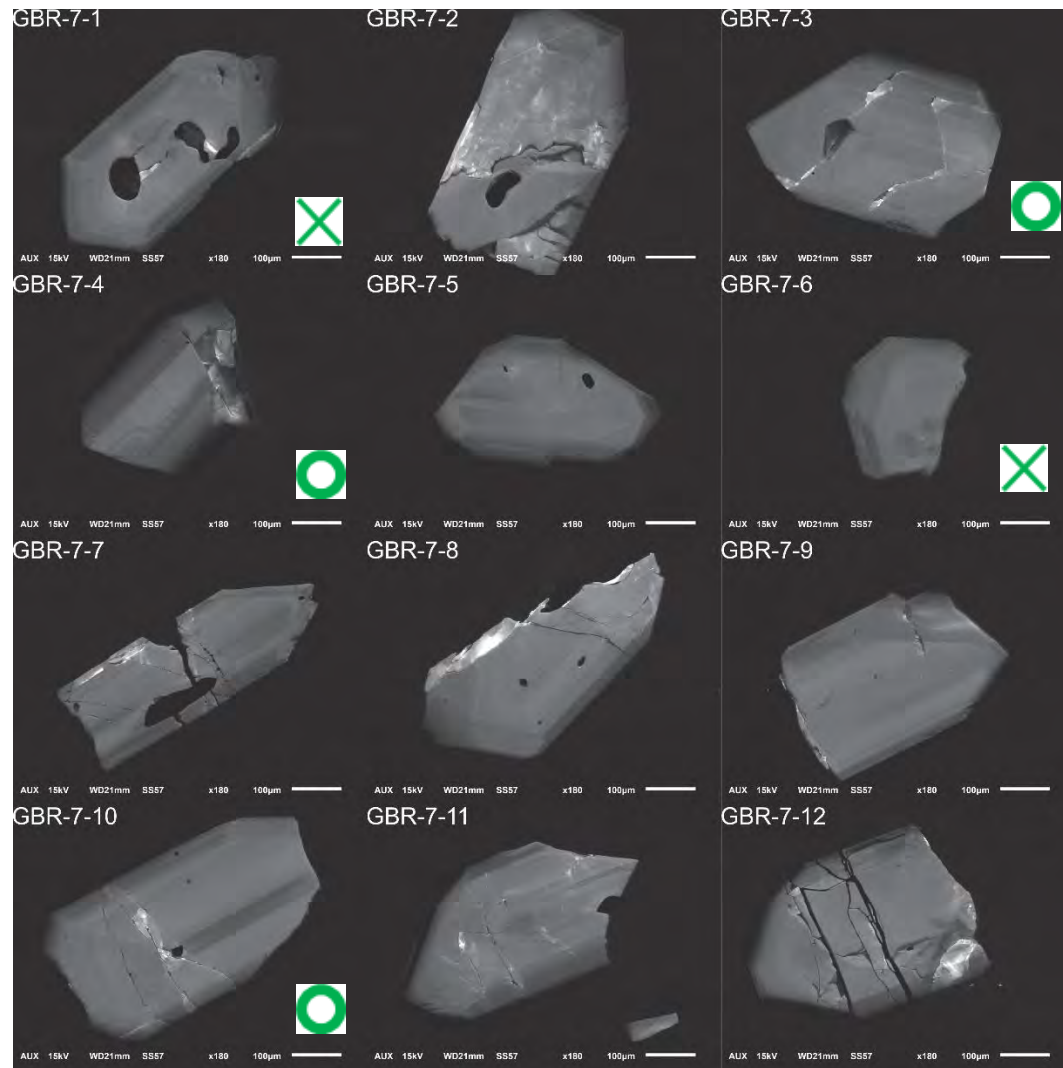 GBR-7-1
AUX 15kV WD21mm SS57 x180 100µm
GBR-7-2
AUX 15kV WD21mm SS57 x180 100µm
GBR-7-3
AUX 15kV WD21mm SS57 x180 100µm
GBR-7-4
AUX 15kV WD21mm SS57 x180 100µm
GBR-7-5
AUX 15kV WD21mm SS57 x180 100µm
GBR-7-6
AUX 15kV WD21mm SS57 x180 100µm
GBR-7-7
AUX 15kV WD21mm SS57 x180 100µm
GBR-7-8
AUX 15kV WD21mm SS57 x180 100µm
GBR-7-9
AUX 15kV WD21mm SS57 x180 100µm
GBR-7-10
AUX 15kV WD21mm SS57 x180 100µm
GBR-7-11
AUX 15kV WD21mm SS57 x180 100µm
GBR-7-12
AUX 15kV WD21mm SS57 x180 100µm